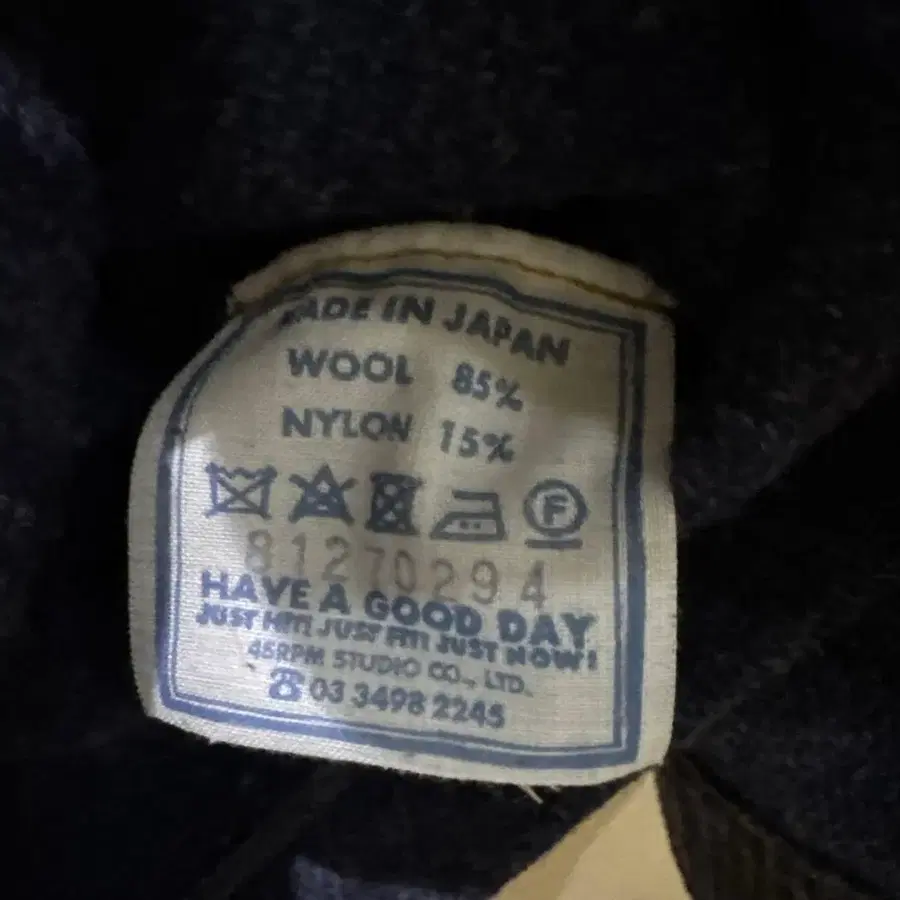 MADE IN JAPAN
WOOL 85%
NYLON 15%
F
81270294
HAVE A GOOD DAY
JUST HIT! JUST FIT! JUST NOW!
45RPM STUDIO CO., LTD.
☎ 03 3498 2245